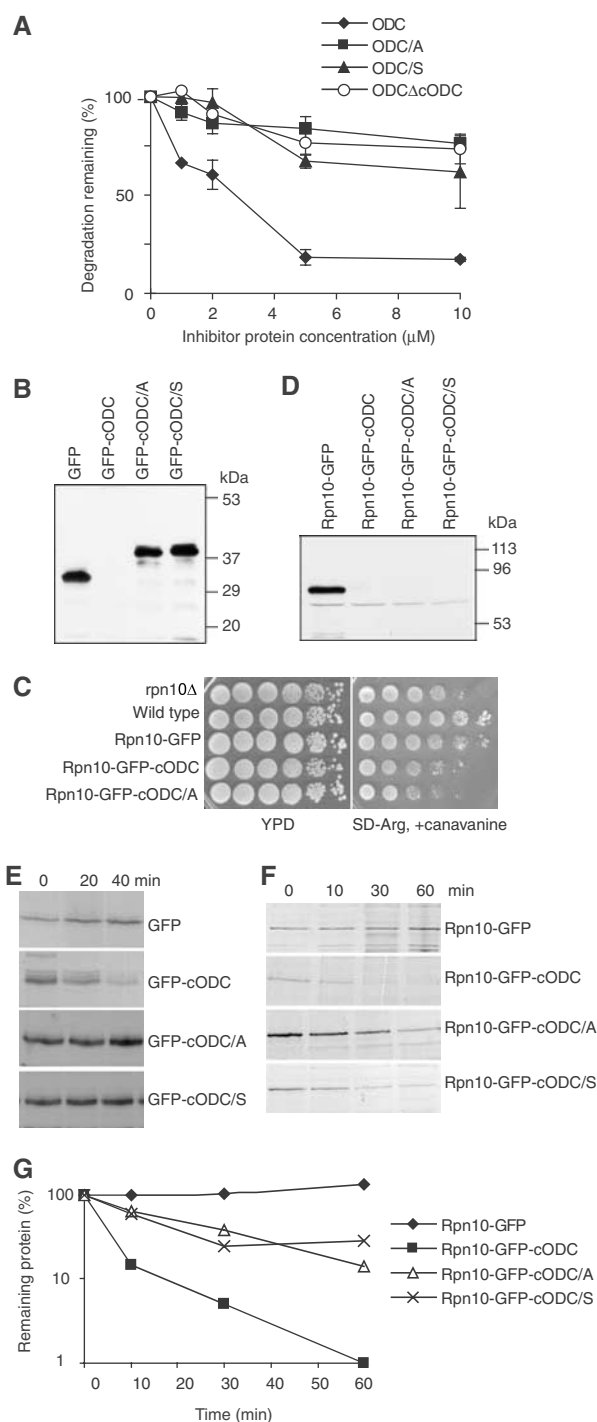 A
ODC
ODC/A
ODC/S
ODCΔcODC
Degradation remaining (%)
100
50
0
0 2 4 6 8 10
Inhibitor protein concentration (μM)
B
GFP
GFP-cODC
GFP-cODC/A
GFP-cODC/S
kDa
53
37
29
20
D
Rpn10-GFP
Rpn10-GFP-cODC
Rpn10-GFP-cODC/A
Rpn10-GFP-cODC/S
kDa
113
96
53
C
rpn10Δ
Wild type
Rpn10-GFP
Rpn10-GFP-cODC
Rpn10-GFP-cODC/A
YPD
SD-Arg, +canavanine
E
0 20 40 min
GFP
GFP-cODC
GFP-cODC/A
GFP-cODC/S
F
0 10 30 60 min
Rpn10-GFP
Rpn10-GFP-cODC
Rpn10-GFP-cODC/A
Rpn10-GFP-cODC/S
G
Remaining protein (%)
100
10
1
0 10 20 30 40 50 60
Time (min)
Rpn10-GFP
Rpn10-GFP-cODC
Rpn10-GFP-cODC/A
Rpn10-GFP-cODC/S